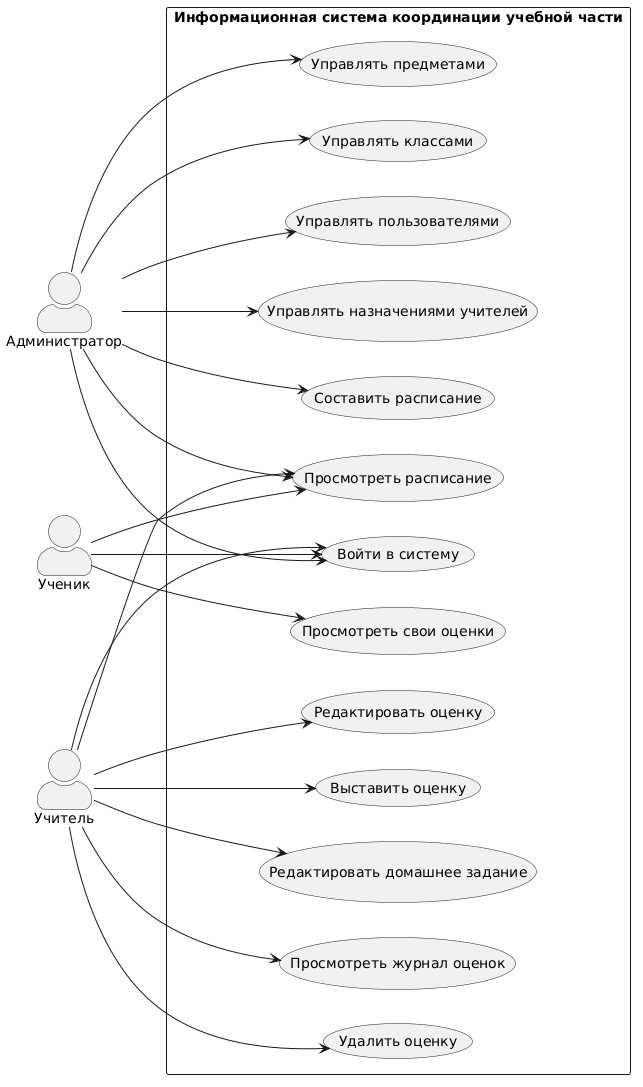 Информационная система координации учебной части
Управлять предметами
Управлять классами
Управлять пользователями
Управлять назначениями учителей
Администратор
Составить расписание
Просмотреть расписание
Войти в систему
Ученик
Просмотреть свои оценки
Редактировать оценку
Выставить оценку
Учитель
Редактировать домашнее задание
Просмотреть журнал оценок
Удалить оценку